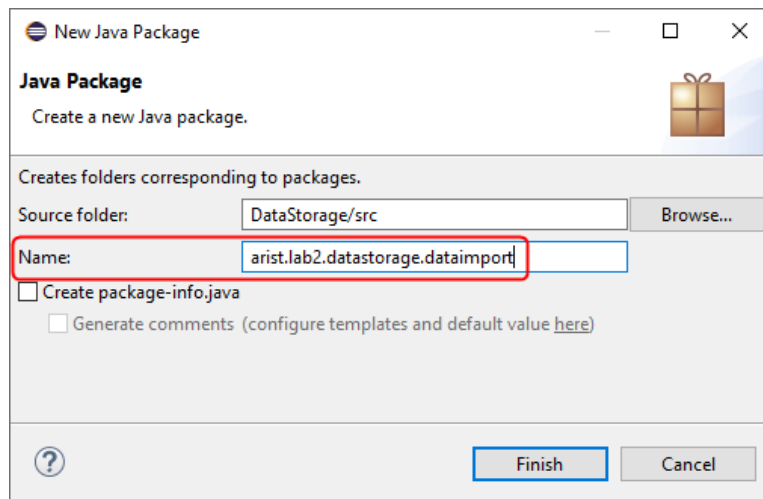 New Java Package
Java Package
Create a new Java package.
Creates folders corresponding to packages.
Source folder: DataStorage/src Browse...
Name: arist.lab2.datastorage.dataimport
Create package-info.java
Generate comments (configure templates and default value here)
? Finish Cancel